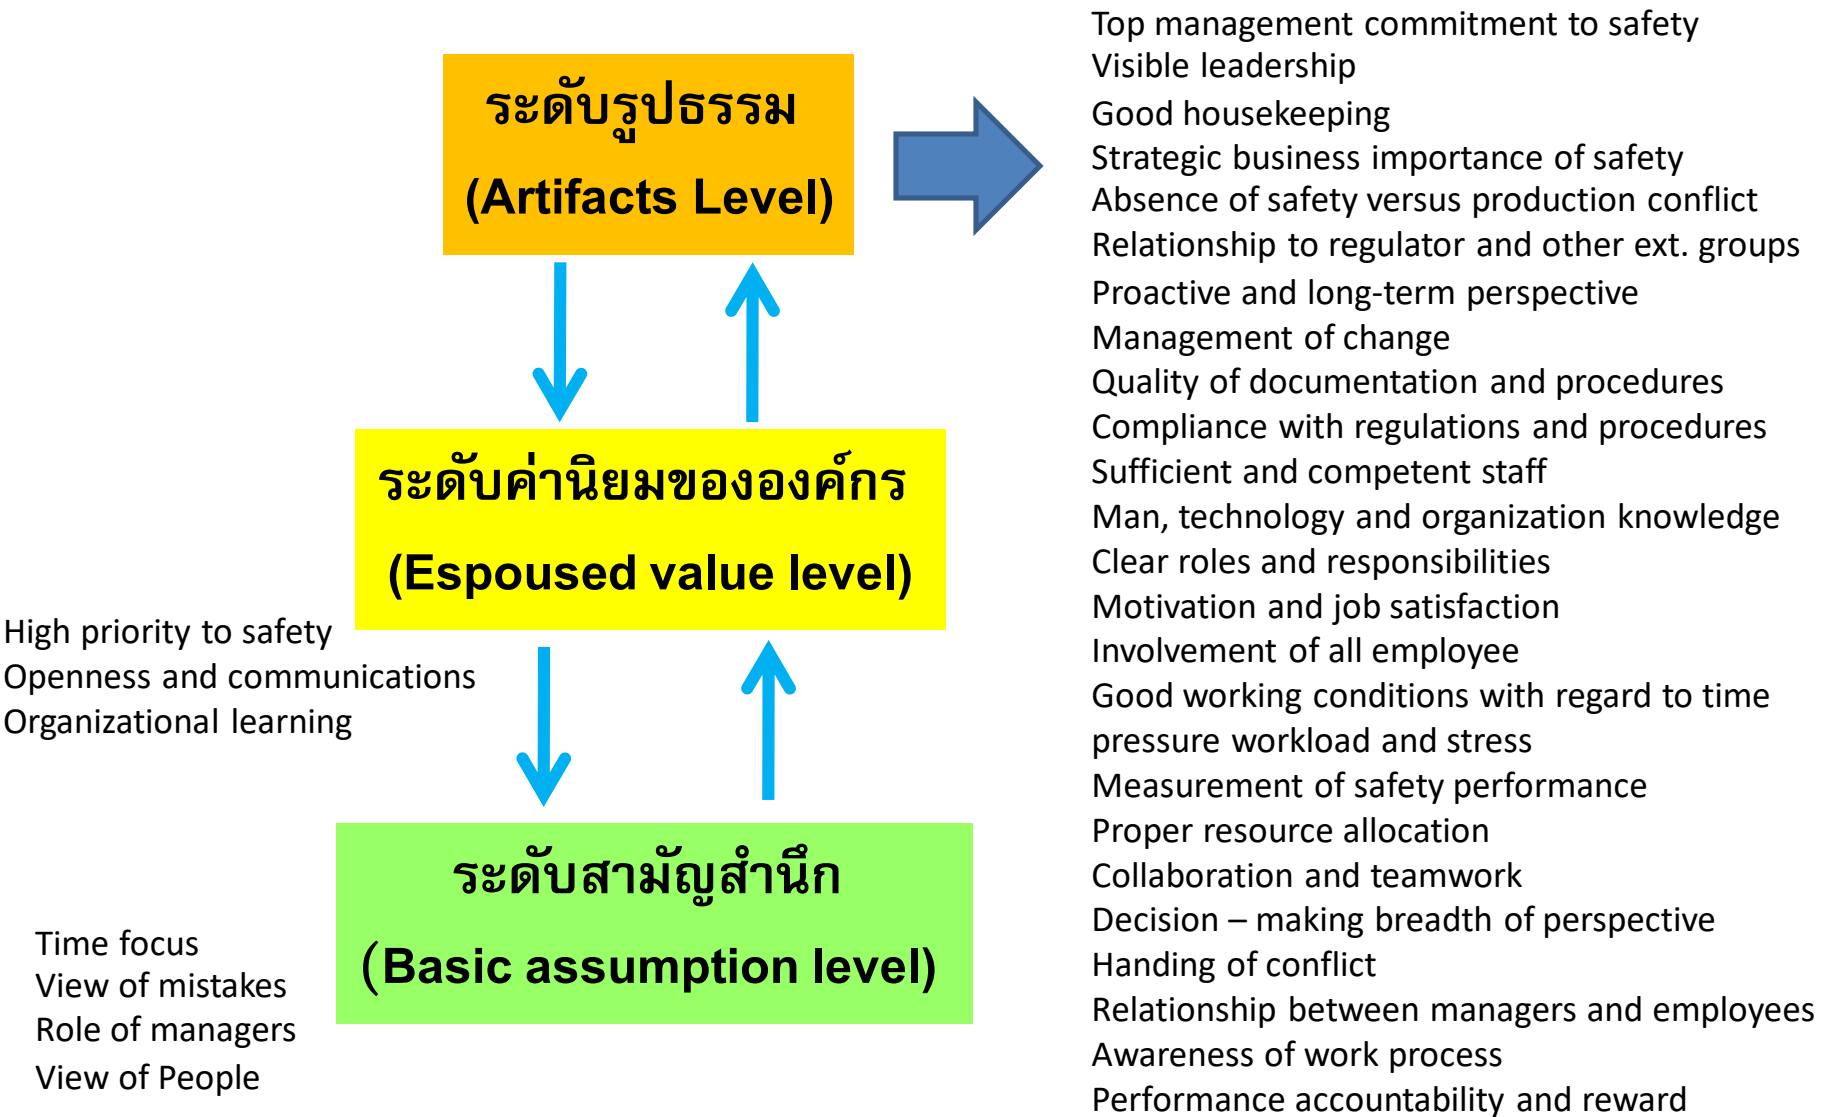 ระดับรูปธรรม
(Artifacts Level)
ระดับค่านิยมขององค์กร
(Espoused value level)
High priority to safety
Openness and communications
Organizational learning
ระดับสามัญสำนึก
(Basic assumption level)
Time focus
View of mistakes
Role of managers
View of People
Top management commitment to safety
Visible leadership
Good housekeeping
Strategic business importance of safety
Absence of safety versus production conflict
Relationship to regulator and other ext. groups
Proactive and long-term perspective
Management of change
Quality of documentation and procedures
Compliance with regulations and procedures
Sufficient and competent staff
Man, technology and organization knowledge
Clear roles and responsibilities
Motivation and job satisfaction
Involvement of all employee
Good working conditions with regard to time
pressure workload and stress
Measurement of safety performance
Proper resource allocation
Collaboration and teamwork
Decision – making breadth of perspective
Handing of conflict
Relationship between managers and employees
Awareness of work process
Performance accountability and reward